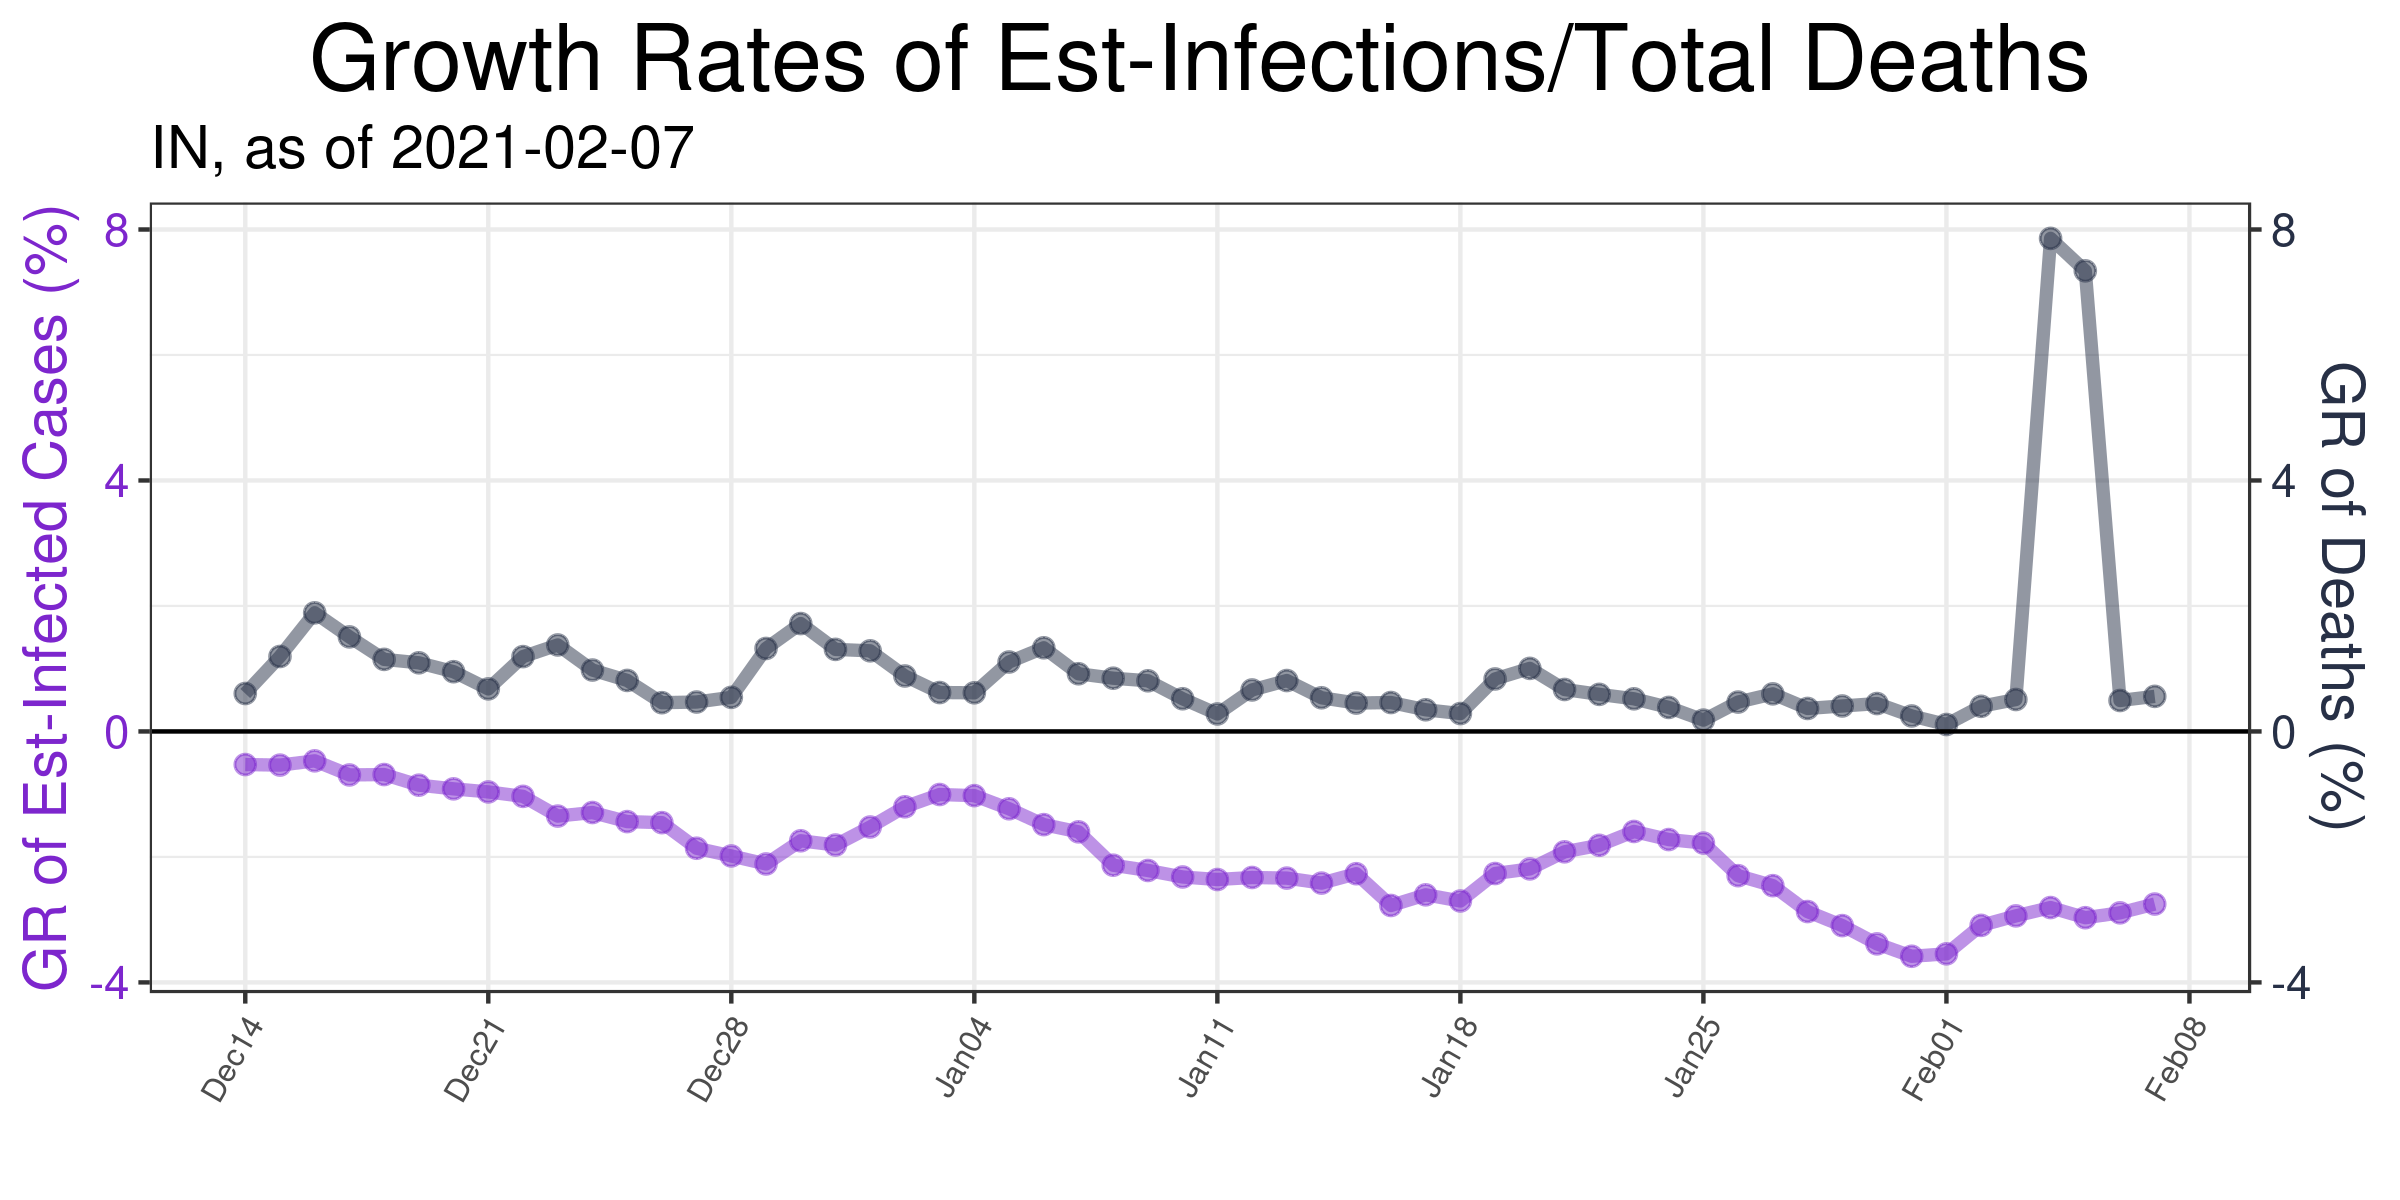 Growth Rates of Est-Infections/Total Deaths
IN, as of 2021-02-07
GR of Est-Infected Cases (%)
8
4
0
-4
8
4
0
-4
GR of Deaths (%)
Dec14
Dec21
Dec28
Jan04
Jan11
Jan18
Jan25
Feb01
Feb08